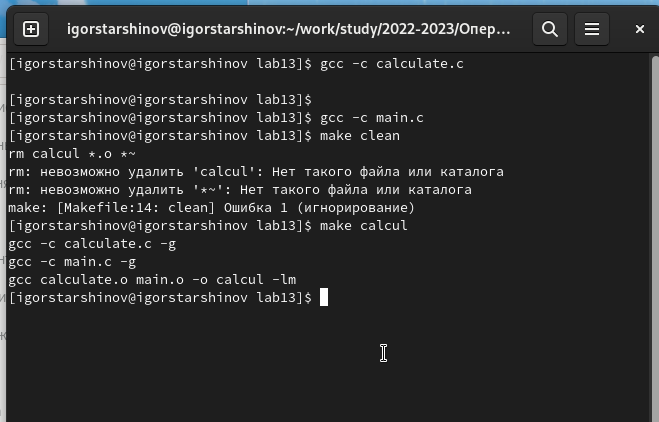 igorstarshinov@igorstarshinov:~/work/study/2022-2023/Опер...
[igorstarshinov@igorstarshinov lab13]$ gcc -c calculate.c
[igorstarshinov@igorstarshinov lab13]$
[igorstarshinov@igorstarshinov lab13]$ gcc -c main.c
[igorstarshinov@igorstarshinov lab13]$ make clean
rm calcul *.o *~
rm: невозможно удалить 'calcul': Нет такого файла или каталога
rm: невозможно удалить '*~': Нет такого файла или каталога
make: [Makefile:14: clean] Ошибка 1 (игнорирование)
[igorstarshinov@igorstarshinov lab13]$ make calcul
gcc -c calculate.c -g
gcc -c main.c -g
gcc calculate.o main.o -o calcul -lm
[igorstarshinov@igorstarshinov lab13]$